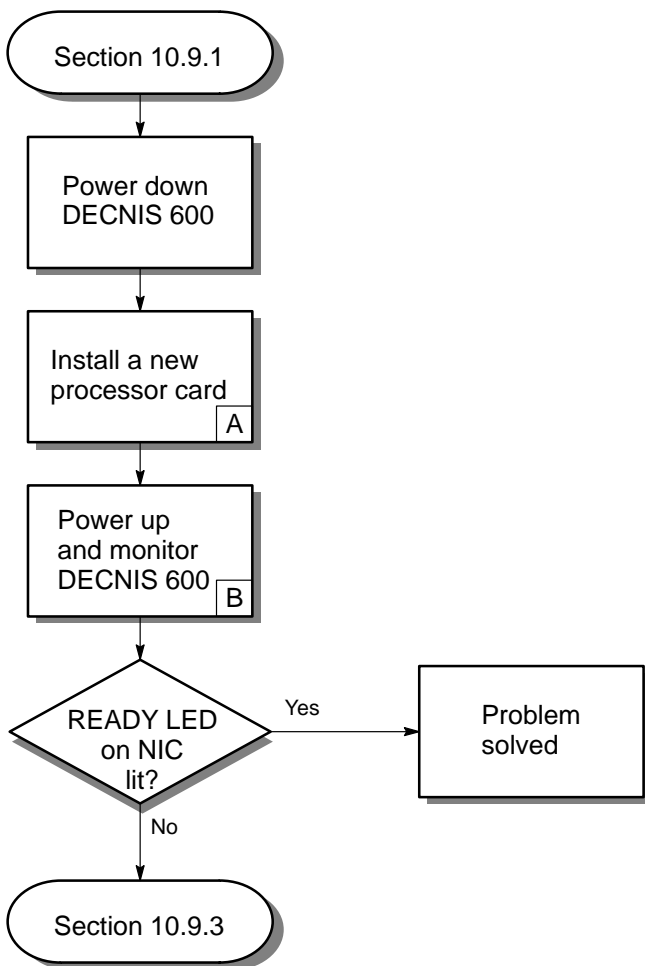 Section 10.9.1
Power down
DECNIS 600
Install a new
processor card
A
Power up
and monitor
DECNIS 600
B
READY LED
on NIC
lit?
Yes
Problem
solved
No
Section 10.9.3